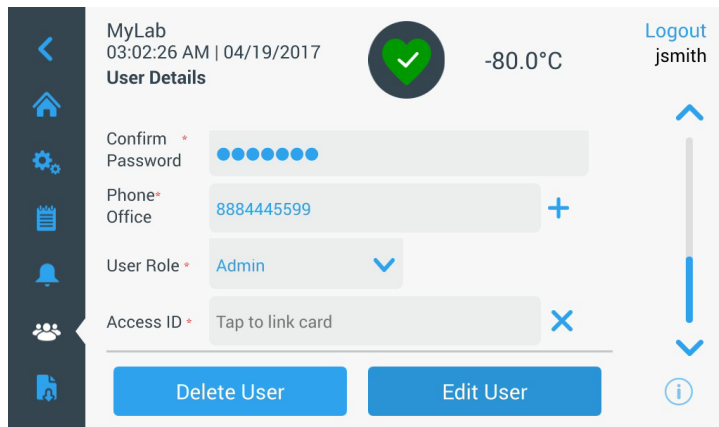 MyLab
03:02:26 AM | 04/19/2017
User Details
-80.0°C
Logout
jsmith
Confirm *
Password
Phone*
Office
8884445599
User Role *
Admin
Access ID *
Tap to link card
Delete User
Edit User
i